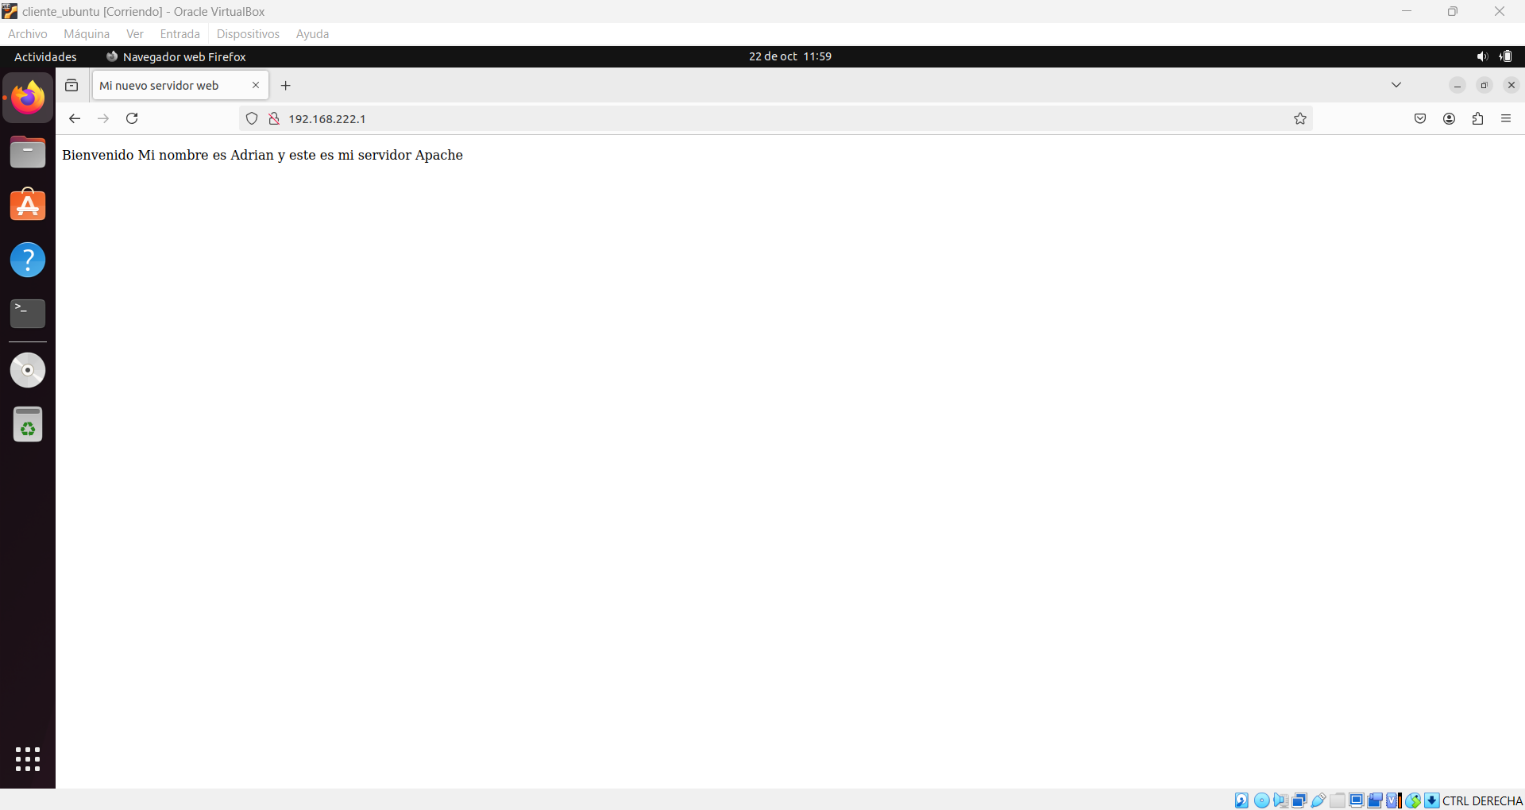 cliente_ubuntu [Corriendo] - Oracle VirtualBox
Archivo Máquina Ver Entrada Dispositivos Ayuda
Actividades Navegador web Firefox 22 de oct 11:59
Mi nuevo servidor web
192.168.222.1
Bienvenido Mi nombre es Adrian y este es mi servidor Apache
CTRL DERECHA